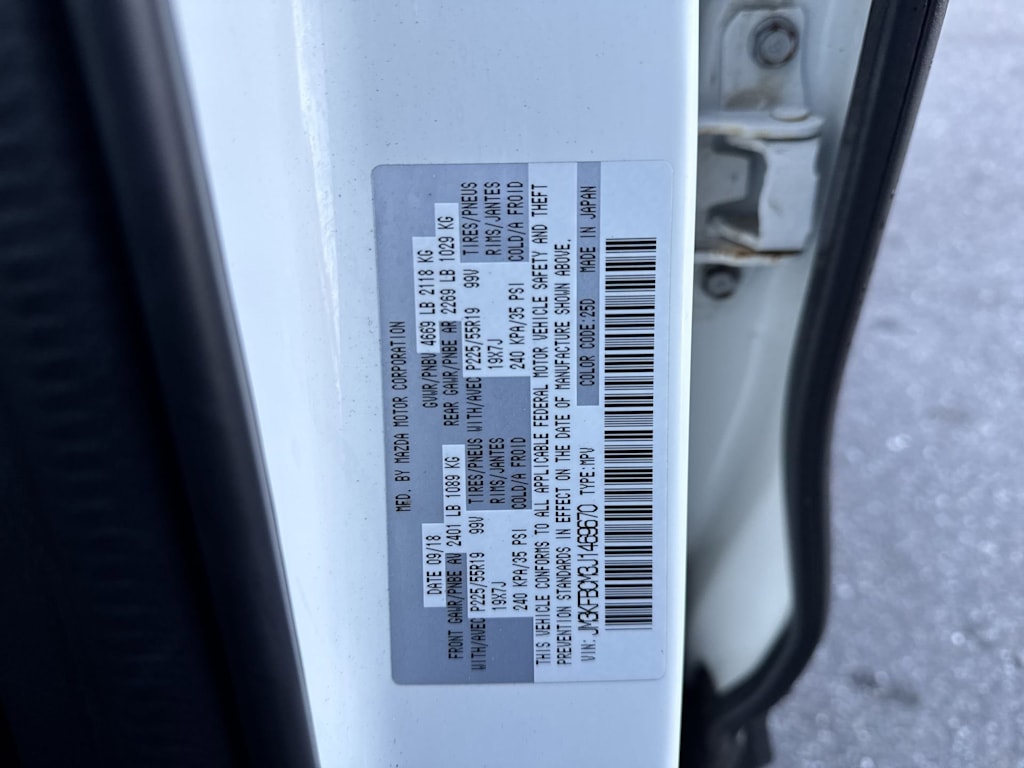 MFD. BY MAZDA MOTOR CORPORATION
DATE 09/18 GVWR/PNBV 4669 LB 2118 KG
FRONT GAWR/PNBE AV 2401 LB 1089 KG REAR GAWR/PNBE AR 2269 LB 1029 KG
WITH/AVEC P225/55R19 99V TIRES/PNEUS WITH/AVEC P225/55R19 99V TIRES/PNEUS
19X7J RIMS/JANTES 19X7J RIMS/JANTES
240 KPA/35 PSI COLD/A FROID 240 KPA/35 PSI COLD/A FROID
THIS VEHICLE CONFORMS TO ALL APPLICABLE FEDERAL MOTOR VEHICLE SAFETY AND THEFT
PREVENTION STANDARDS IN EFFECT ON THE DATE OF MANUFACTURE SHOWN ABOVE.
VIN: JM3KFBCM3J1469670 TYPE:MPV COLOR CODE:25D MADE IN JAPAN